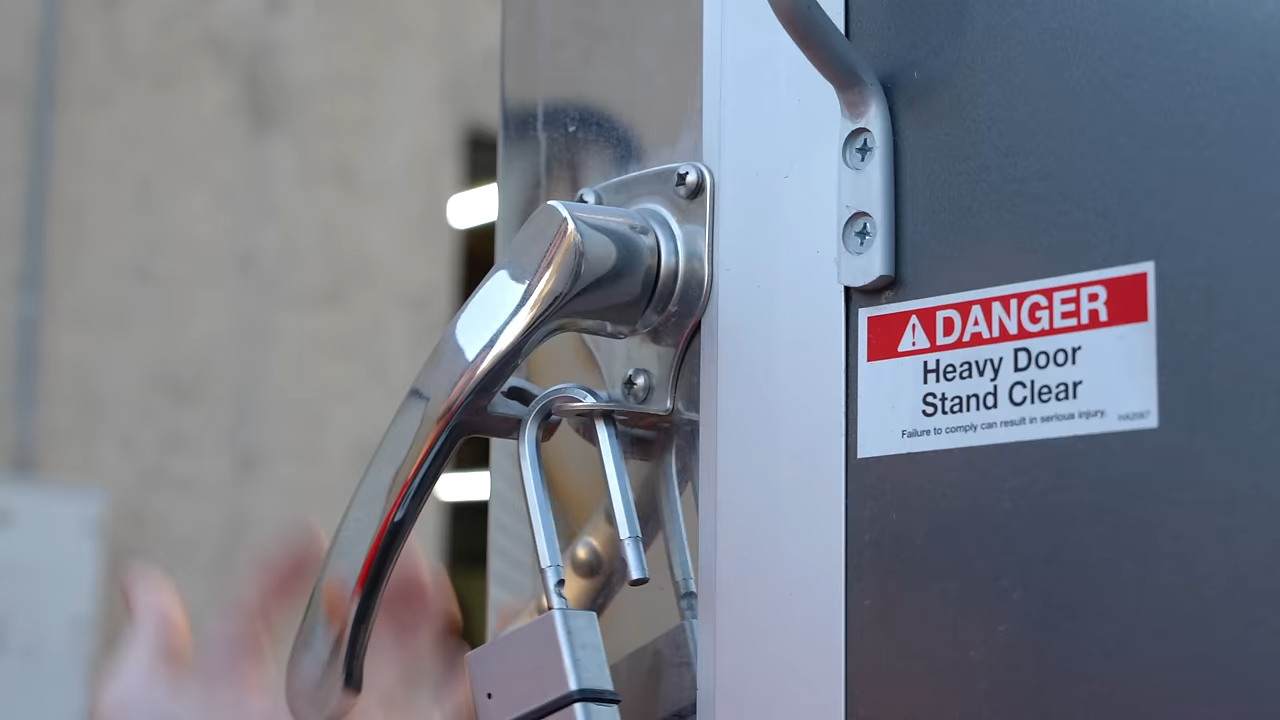 DANGER
Heavy Door
Stand Clear
Failure to comply can result in serious injury.